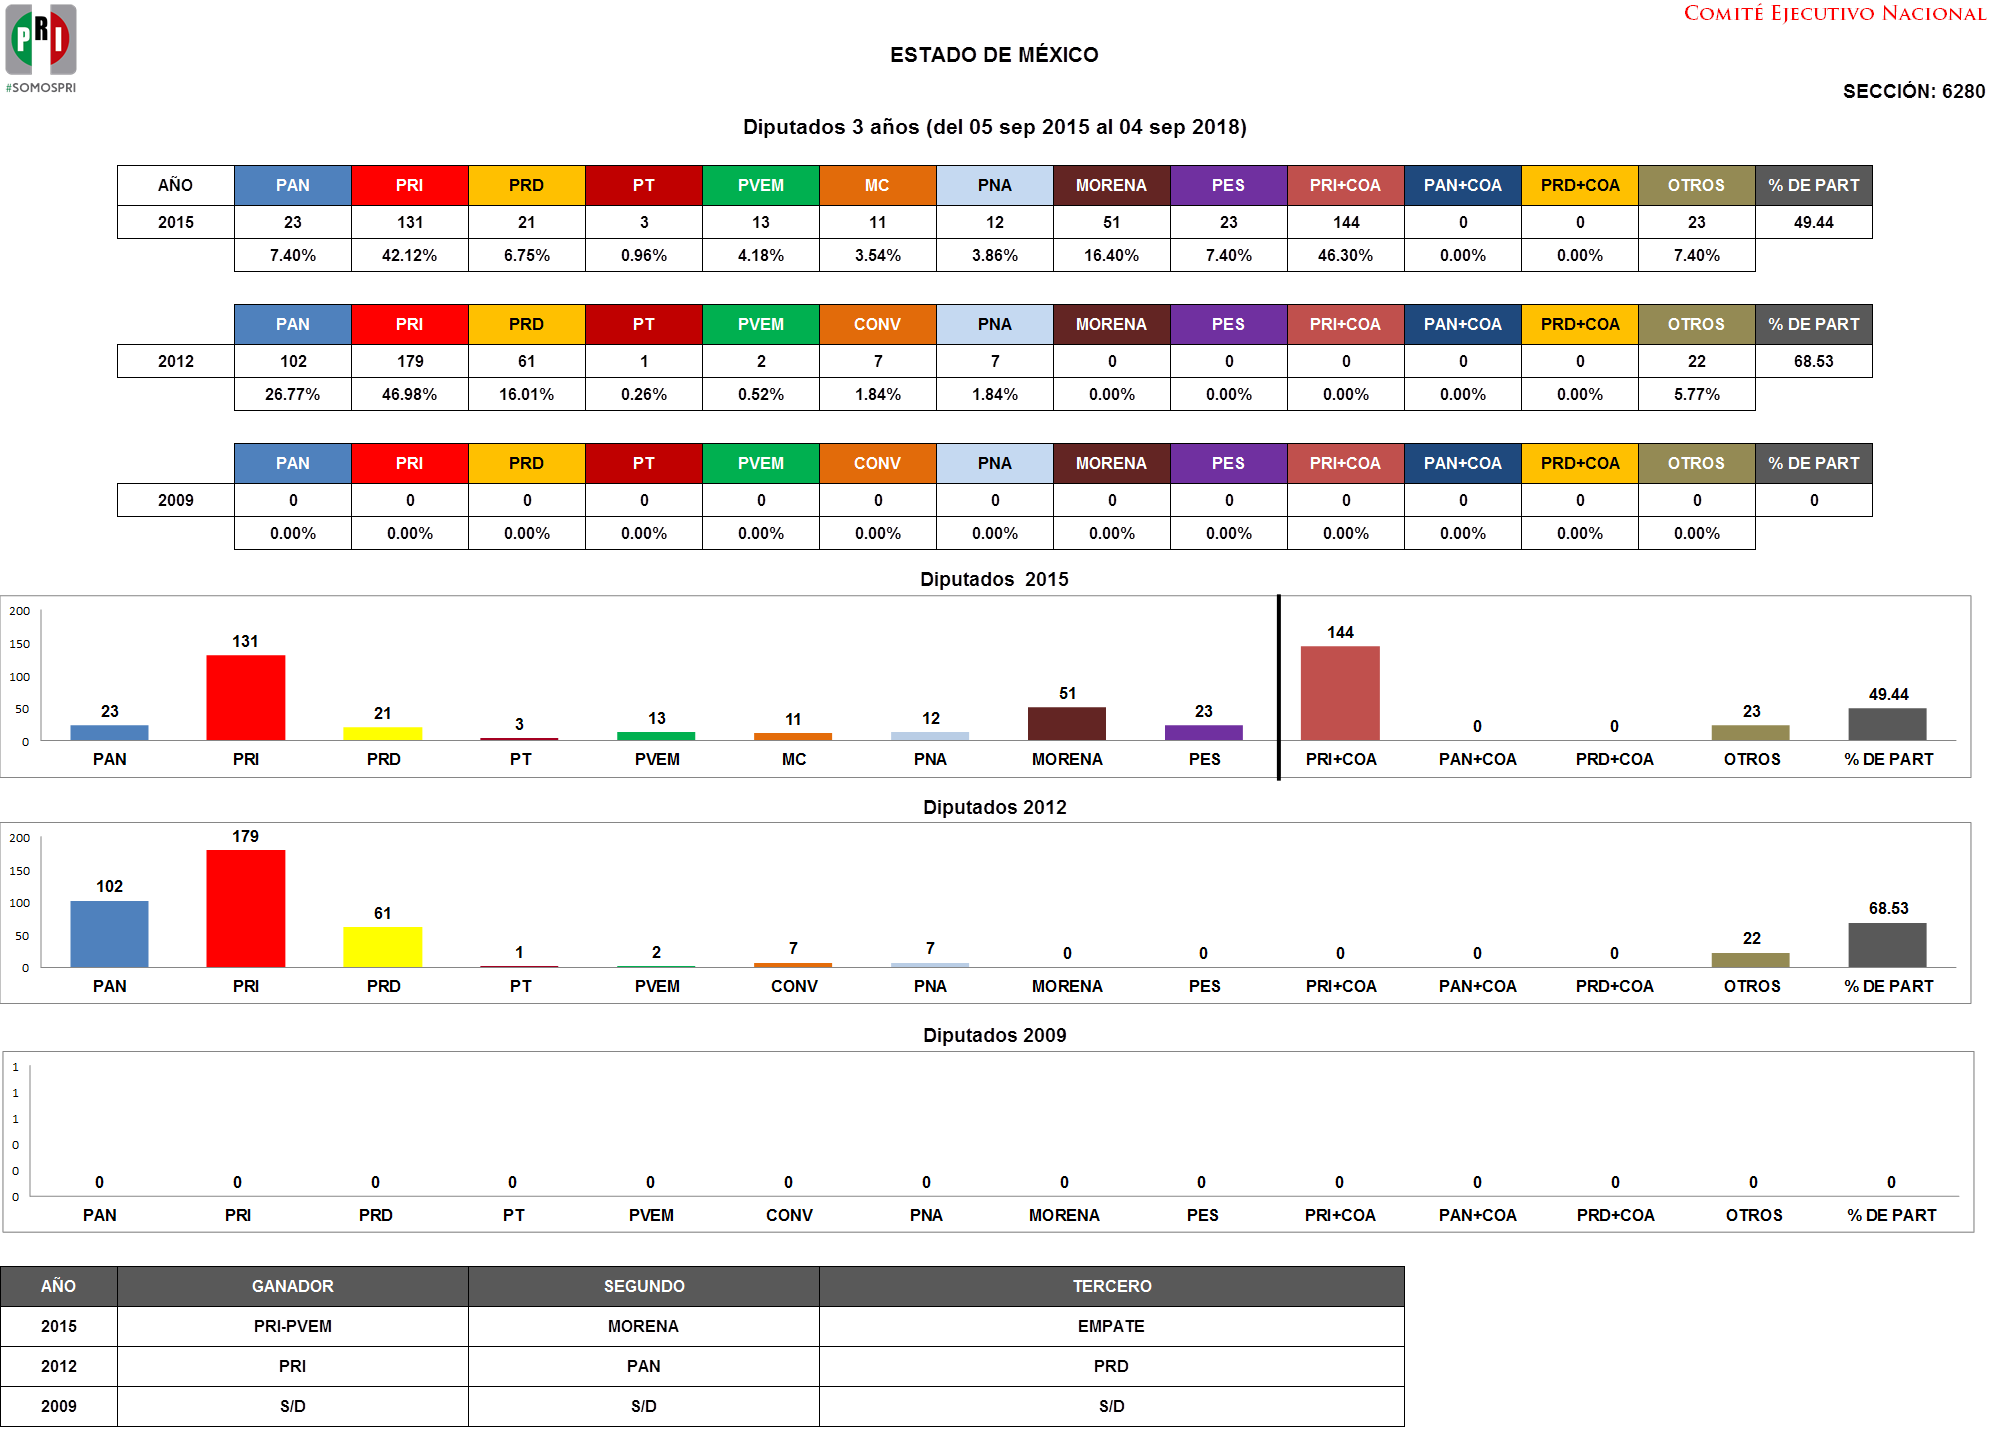 PRI
#SOMOSPRI
COMITÉ EJECUTIVO NACIONAL
ESTADO DE MÉXICO
SECCIÓN: 6280
Diputados 3 años (del 05 sep 2015 al 04 sep 2018)
AÑO PAN PRI PRD PT PVEM MC PNA MORENA PES PRI+COA PAN+COA PRD+COA OTROS % DE PART
2015 23 131 21 3 13 11 12 51 23 144 0 0 23 49.44
7.40% 42.12% 6.75% 0.96% 4.18% 3.54% 3.86% 16.40% 7.40% 46.30% 0.00% 0.00% 7.40%
PAN PRI PRD PT PVEM CONV PNA MORENA PES PRI+COA PAN+COA PRD+COA OTROS % DE PART
2012 102 179 61 1 2 7 7 0 0 0 0 0 22 68.53
26.77% 46.98% 16.01% 0.26% 0.52% 1.84% 1.84% 0.00% 0.00% 0.00% 0.00% 0.00% 5.77%
PAN PRI PRD PT PVEM CONV PNA MORENA PES PRI+COA PAN+COA PRD+COA OTROS % DE PART
2009 0 0 0 0 0 0 0 0 0 0 0 0 0 0
0.00% 0.00% 0.00% 0.00% 0.00% 0.00% 0.00% 0.00% 0.00% 0.00% 0.00% 0.00% 0.00%
Diputados 2015
200
150
100
50
0
23 131 21 3 13 11 12 51 23 144 0 0 23 49.44
PAN PRI PRD PT PVEM MC PNA MORENA PES PRI+COA PAN+COA PRD+COA OTROS % DE PART
Diputados 2012
200
150
100
50
0
102 179 61 1 2 7 7 0 0 0 0 0 22 68.53
PAN PRI PRD PT PVEM CONV PNA MORENA PES PRI+COA PAN+COA PRD+COA OTROS % DE PART
Diputados 2009
1
1
1
0
0
0
0 0 0 0 0 0 0 0 0 0 0 0 0 0
PAN PRI PRD PT PVEM CONV PNA MORENA PES PRI+COA PAN+COA PRD+COA OTROS % DE PART
AÑO GANADOR SEGUNDO TERCERO
2015 PRI-PVEM MORENA EMPATE
2012 PRI PAN PRD
2009 S/D S/D S/D